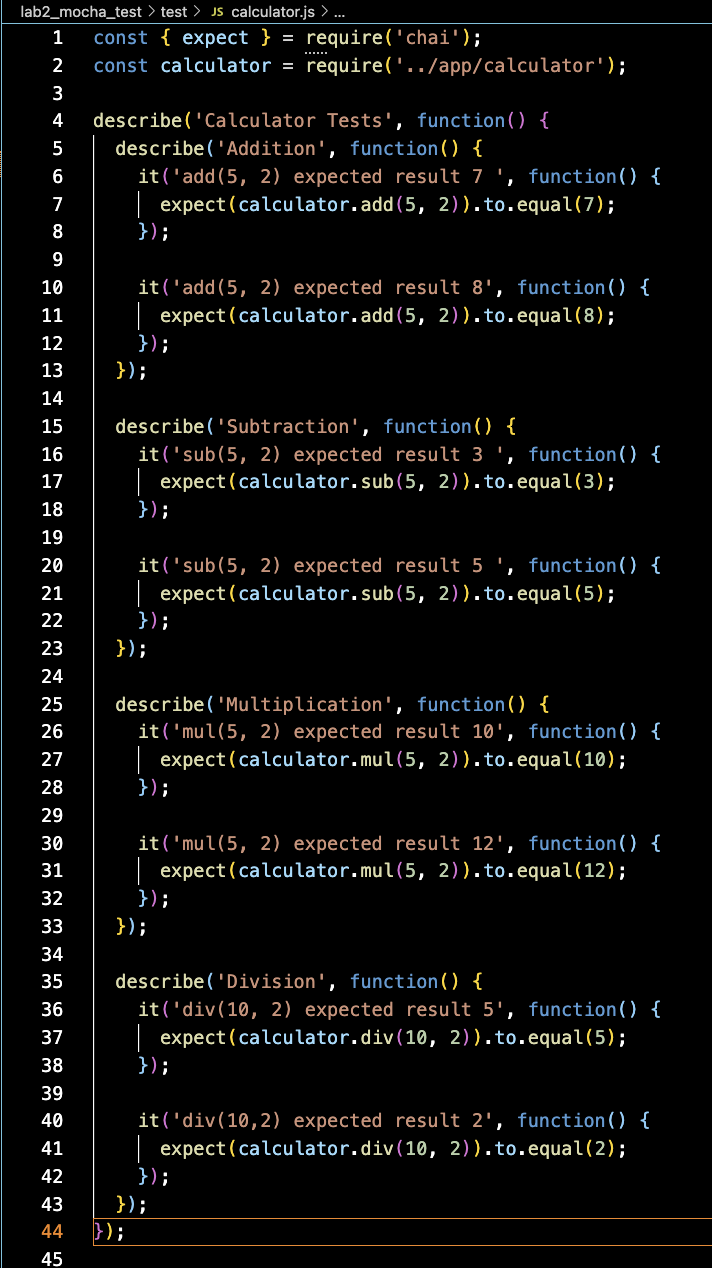 lab2_mocha_test > test > JS calculator.js > ...
1 const { expect } = require('chai');
2 const calculator = require('../app/calculator');
3
4 describe('Calculator Tests', function() {
5   describe('Addition', function() {
6     it('add(5, 2) expected result 7 ', function() {
7       expect(calculator.add(5, 2)).to.equal(7);
8     });
9
10     it('add(5, 2) expected result 8', function() {
11       expect(calculator.add(5, 2)).to.equal(8);
12     });
13   });
14
15   describe('Subtraction', function() {
16     it('sub(5, 2) expected result 3 ', function() {
17       expect(calculator.sub(5, 2)).to.equal(3);
18     });
19
20     it('sub(5, 2) expected result 5 ', function() {
21       expect(calculator.sub(5, 2)).to.equal(5);
22     });
23   });
24
25   describe('Multiplication', function() {
26     it('mul(5, 2) expected result 10', function() {
27       expect(calculator.mul(5, 2)).to.equal(10);
28     });
29
30     it('mul(5, 2) expected result 12', function() {
31       expect(calculator.mul(5, 2)).to.equal(12);
32     });
33   });
34
35   describe('Division', function() {
36     it('div(10, 2) expected result 5', function() {
37       expect(calculator.div(10, 2)).to.equal(5);
38     });
39
40     it('div(10,2) expected result 2', function() {
41       expect(calculator.div(10, 2)).to.equal(2);
42     });
43   });
44 });
45